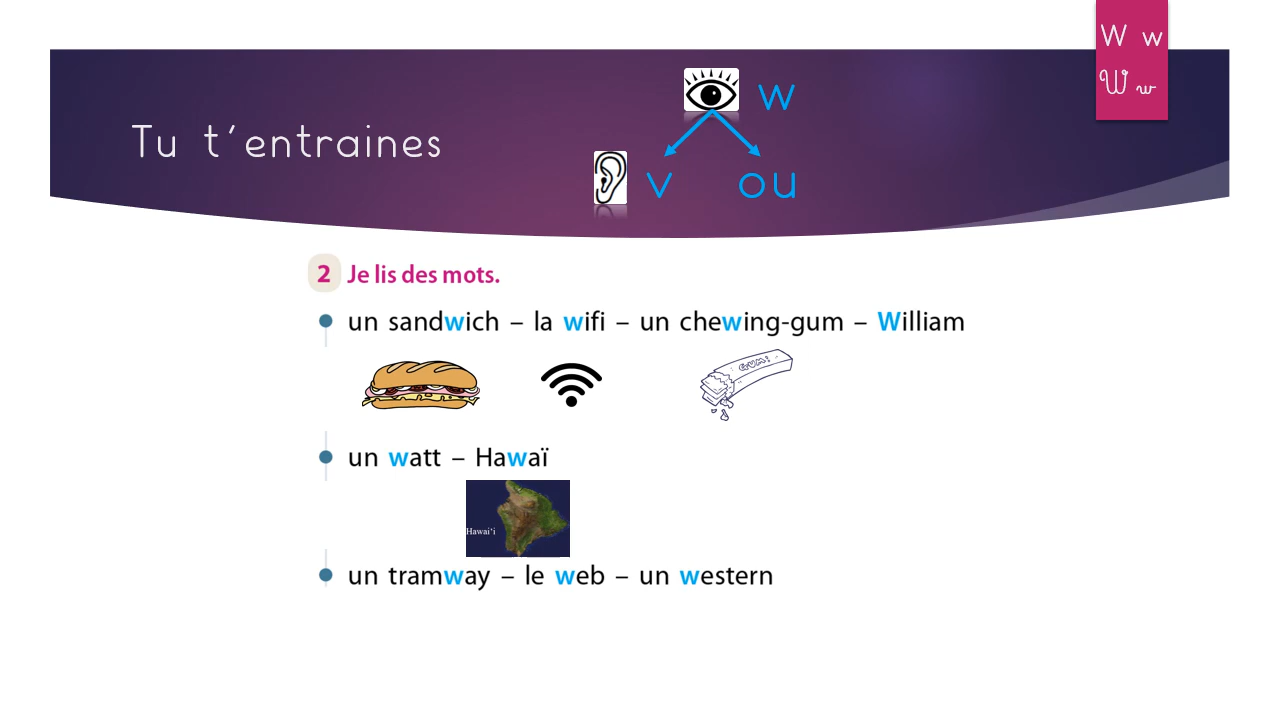 W w
W w
w
Tu t'entraines
v ou
2 Je lis des mots.
un sandwich – la wifi – un chewing-gum – William
GUM!
un watt – Hawaï
Hawai'i
un tramway – le web – un western